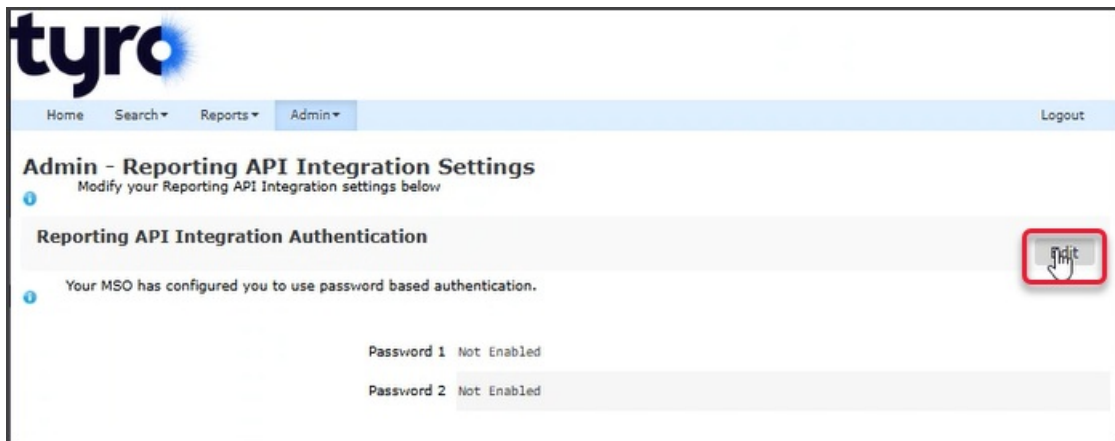 tyro
Home Search Reports Admin Logout
Admin - Reporting API Integration Settings
Modify your Reporting API Integration settings below
Reporting API Integration Authentication
Edit
Your MSO has configured you to use password based authentication.
Password 1 Not Enabled
Password 2 Not Enabled